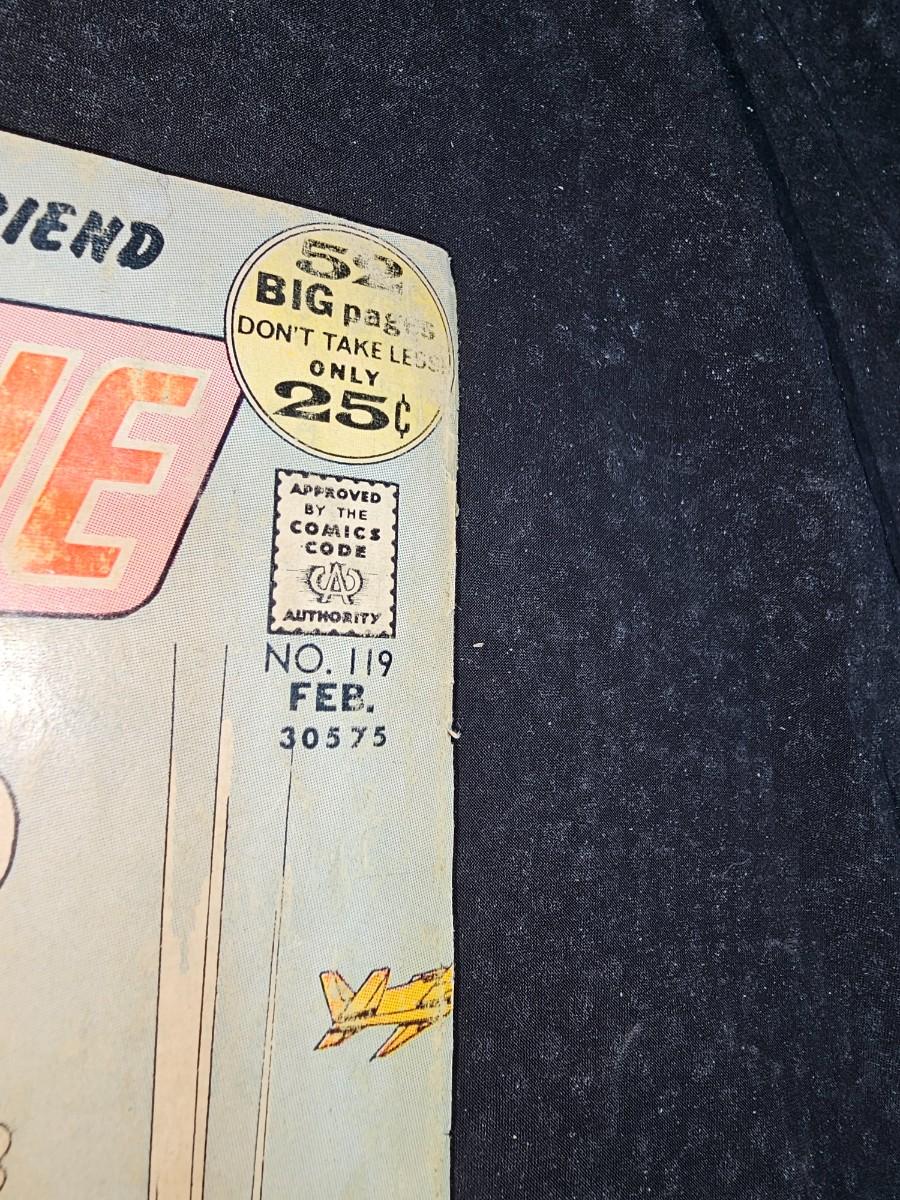 RIEND
52
BIG pages
DON'T TAKE LESS!
ONLY
25¢
E
APPROVED
BY THE
COMICS
CODE
CA
AUTHORITY
NO. 119
FEB.
30575